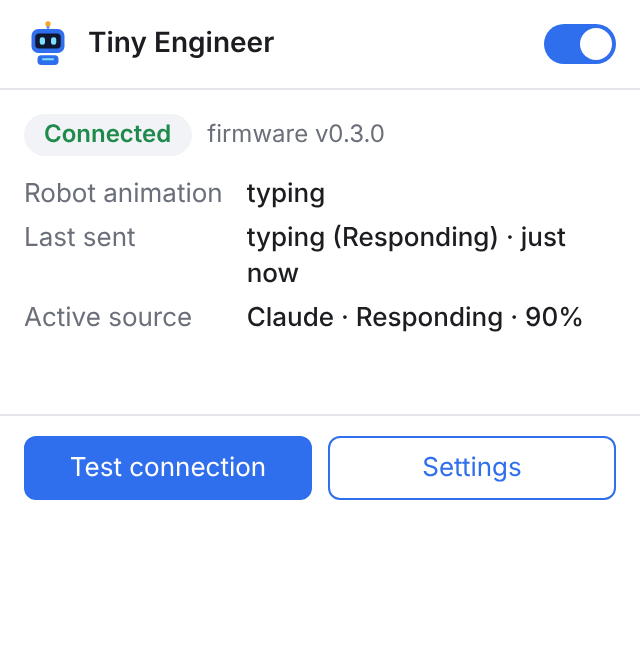 Tiny Engineer
Connected firmware v0.3.0
Robot animation typing
Last sent typing (Responding) · just
now
Active source Claude · Responding · 90%
Test connection Settings